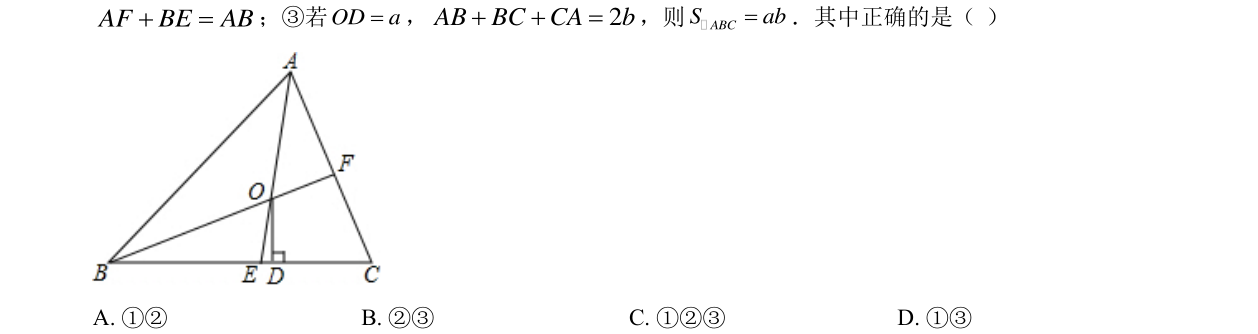 AF + BE = AB；③若 OD = a， AB + BC + CA = 2b，则 S□ABC = ab．其中正确的是（ ）
A
F
O
B
E D
C
A. ①②
B. ②③
C. ①②③
D. ①③